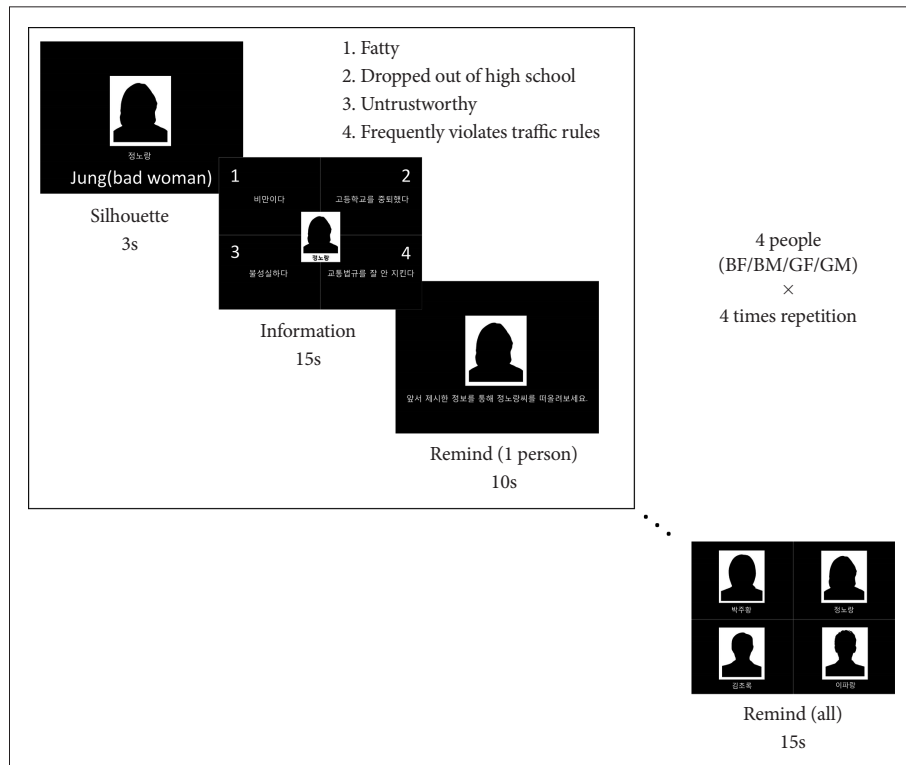 1. Fatty
2. Dropped out of high school
3. Untrustworthy
4. Frequently violates traffic rules
정노랑
Jung(bad woman)
Silhouette
3s
1
비만이다
2
고등학교를 중퇴했다
정노랑
3
불성실하다
4
교통법규를 잘 안 지킨다
Information
15s
앞서 제시한 정보를 통해 정노랑씨를 떠올려보세요.
Remind (1 person)
10s
4 people
(BF/BM/GF/GM)
×
4 times repetition
박주황
정노랑
김초록
이파랑
Remind (all)
15s